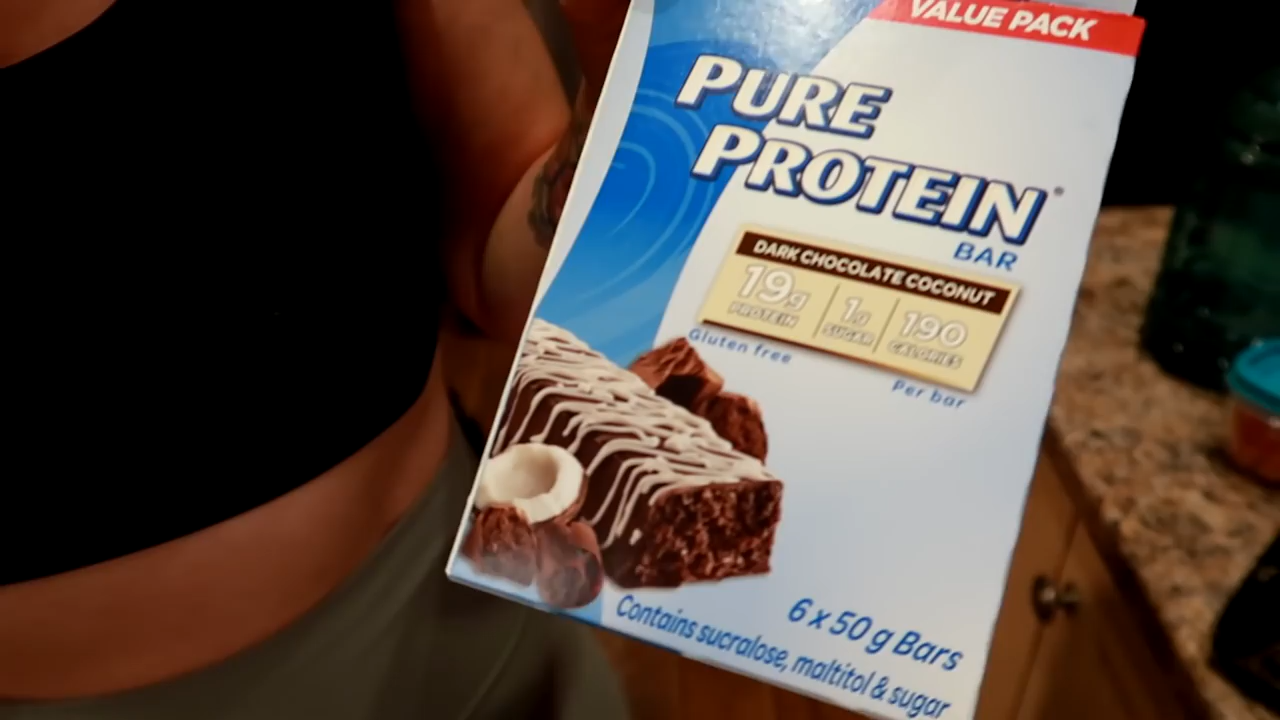 VALUE PACK
PURE
PROTEIN
BAR
DARK CHOCOLATE COCONUT
19g PROTEIN
1g SUGAR
190 CALORIES
Gluten free
Per bar
6 x 50 g Bars
Contains sucralose, maltitol & sugar